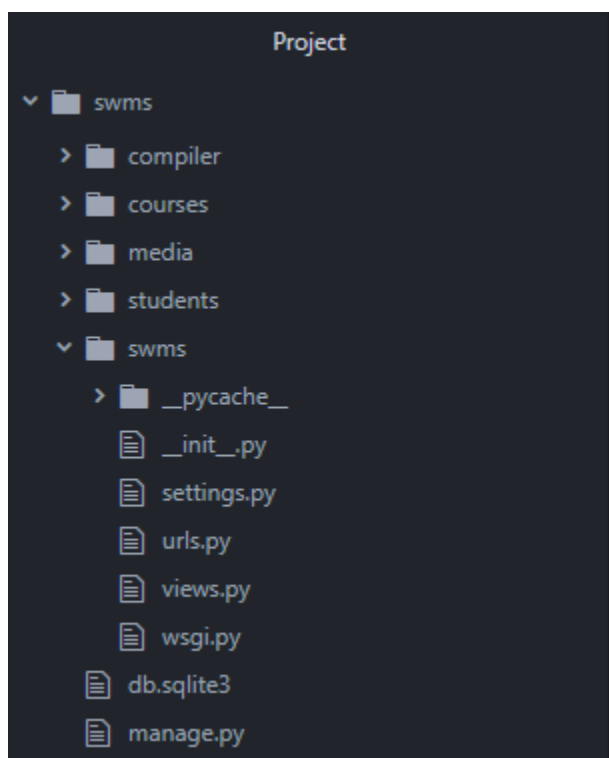 Project
swms
compiler
courses
media
students
swms
__pycache__
__init__.py
settings.py
urls.py
views.py
wsgi.py
db.sqlite3
manage.py